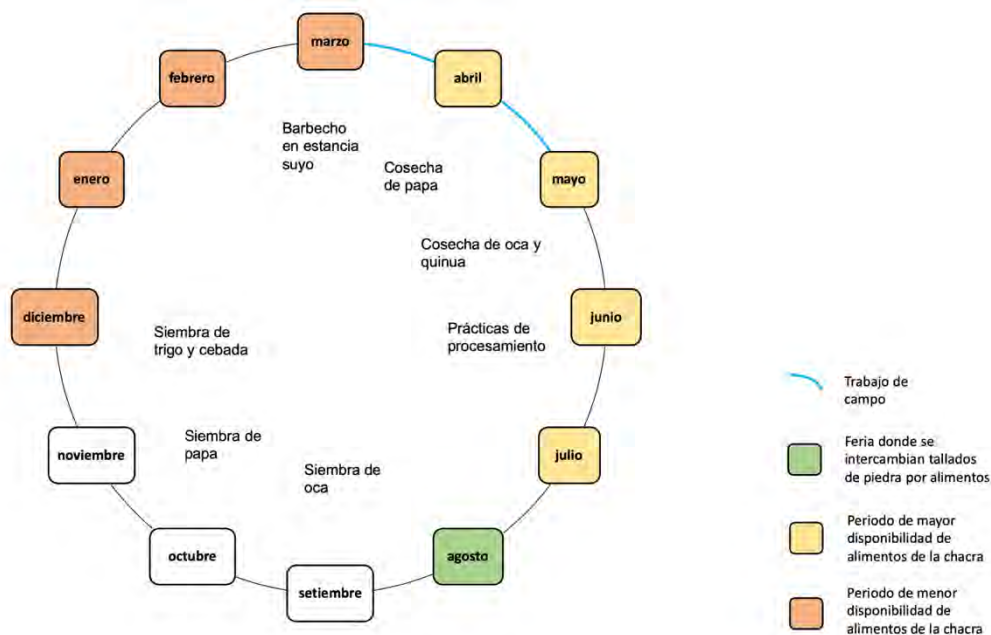 marzo
abril
mayo
junio
julio
agosto
setiembre
octubre
noviembre
diciembre
enero
febrero
Barbecho
en estancia
suyo
Cosecha
de papa
Cosecha de oca y
quinua
Prácticas de
procesamiento
Siembra de
oca
Siembra de
papa
Siembra de
trigo y cebada
Trabajo de
campo
Feria donde se
intercambian tallados
de piedra por alimentos
Periodo de mayor
disponibilidad de
alimentos de la chacra
Periodo de menor
disponibilidad de
alimentos de la chacra